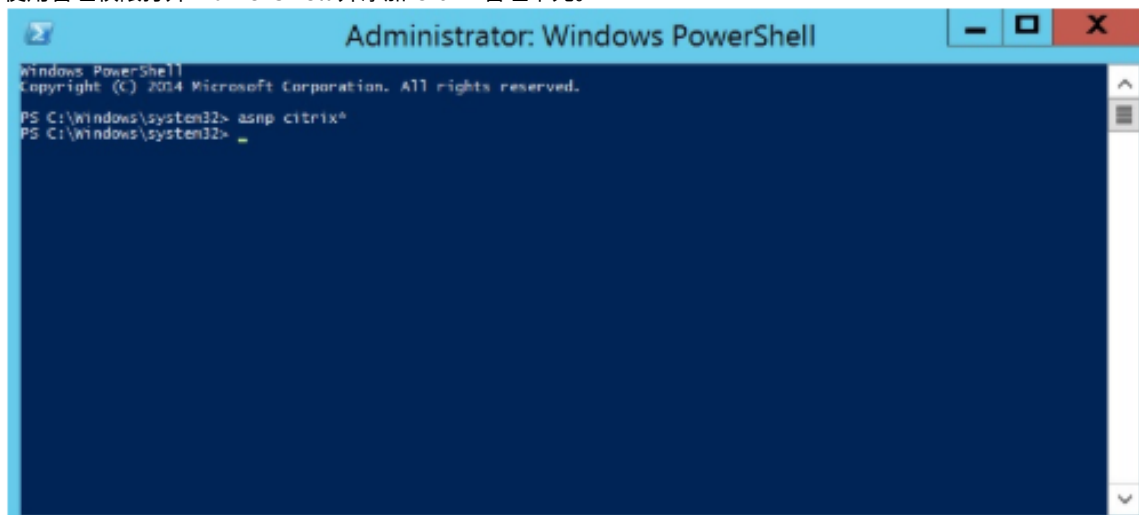 Administrator: Windows PowerShell
Windows PowerShell
Copyright (C) 2014 Microsoft Corporation. All rights reserved.
PS C:\Windows\system32> asnp citrix*
PS C:\Windows\system32> _